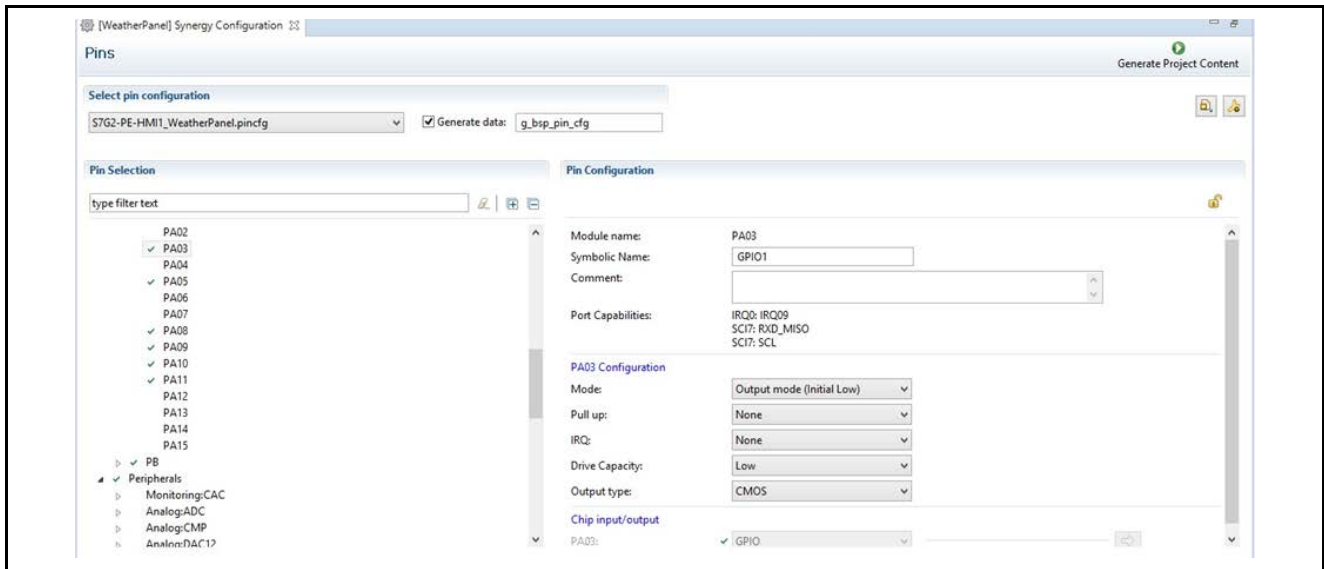 [WeatherPanel] Synergy Configuration
Pins
Generate Project Content
Select pin configuration
S7G2-PE-HMI1_WeatherPanel.pincfg Generate data: g_bsp_pin_cfg
Pin Selection
type filter text
PA02
PA03
PA04
PA05
PA06
PA07
PA08
PA09
PA10
PA11
PA12
PA13
PA14
PA15
PB
Peripherals
Monitoring:CAC
Analog:ADC
Analog:CMP
Analog:DAC12
Pin Configuration
Module name: PA03
Symbolic Name: GPIO1
Comment:
Port Capabilities: IRQ0: IRQ09
SCI7: RXD_MISO
SCI7: SCL
PA03 Configuration
Mode: Output mode (Initial Low)
Pull up: None
IRQ: None
Drive Capacity: Low
Output type: CMOS
Chip input/output
PA03: GPIO